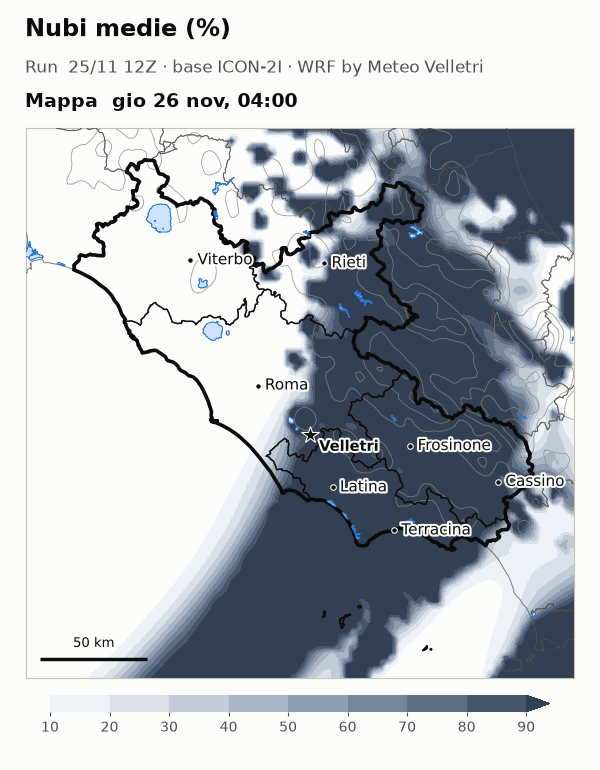 Nubi medie (%)
Run  25/11 12Z · base ICON-2I · WRF by Meteo Velletri
Mappa  gio 26 nov, 04:00
Viterbo
Rieti
Roma
Velletri
Frosinone
Latina
Cassino
Terracina
50 km
10 20 30 40 50 60 70 80 90